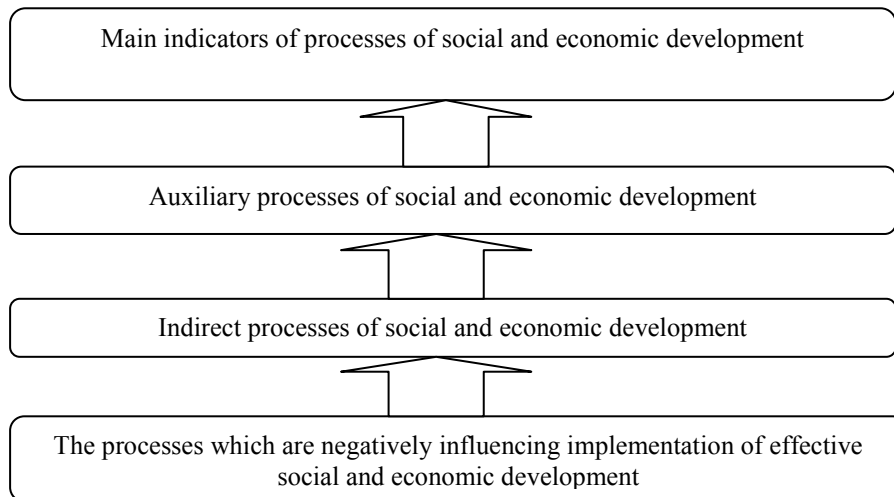 Main indicators of processes of social and economic development
Auxiliary processes of social and economic development
Indirect processes of social and economic development
The processes which are negatively influencing implementation of effective
social and economic development